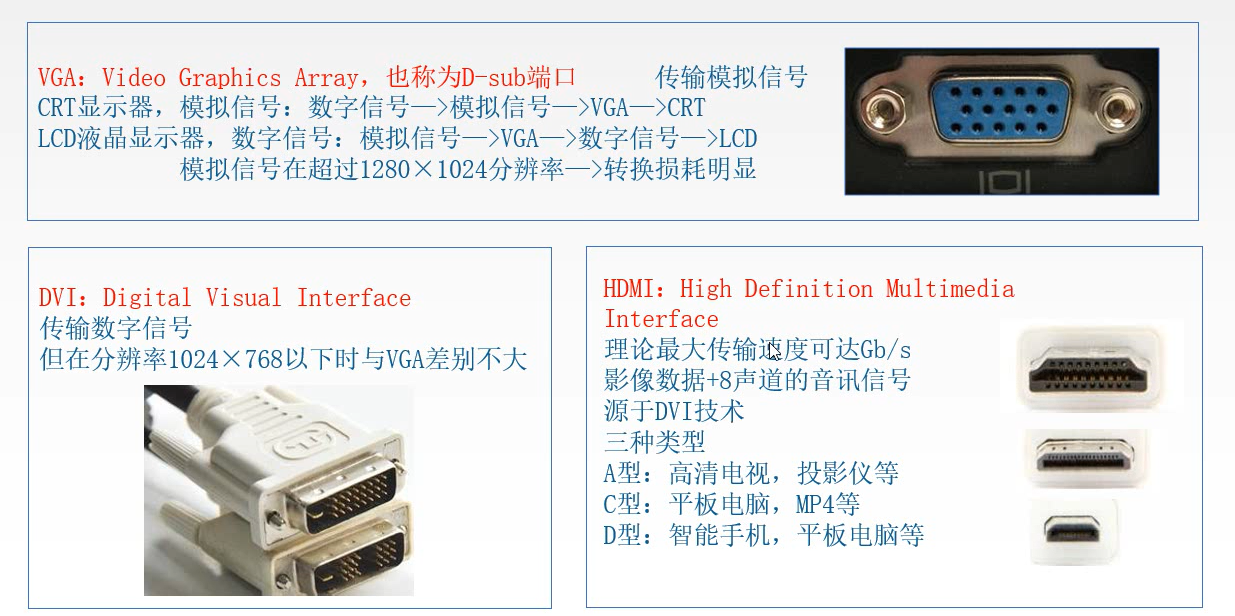 VGA：Video Graphics Array，也称为D-sub端口 传输模拟信号
CRT显示器，模拟信号：数字信号—>模拟信号—>VGA—>CRT
LCD液晶显示器，数字信号：模拟信号—>VGA—>数字信号—>LCD
模拟信号在超过1280×1024分辨率—>转换损耗明显
DVI：Digital Visual Interface
传输数字信号
但在分辨率1024×768以下时与VGA差别不大
HDMI：High Definition Multimedia
Interface
理论最大传输速度可达Gb/s
影像数据+8声道的音讯信号
源于DVI技术
三种类型
A型：高清电视，投影仪等
C型：平板电脑，MP4等
D型：智能手机，平板电脑等